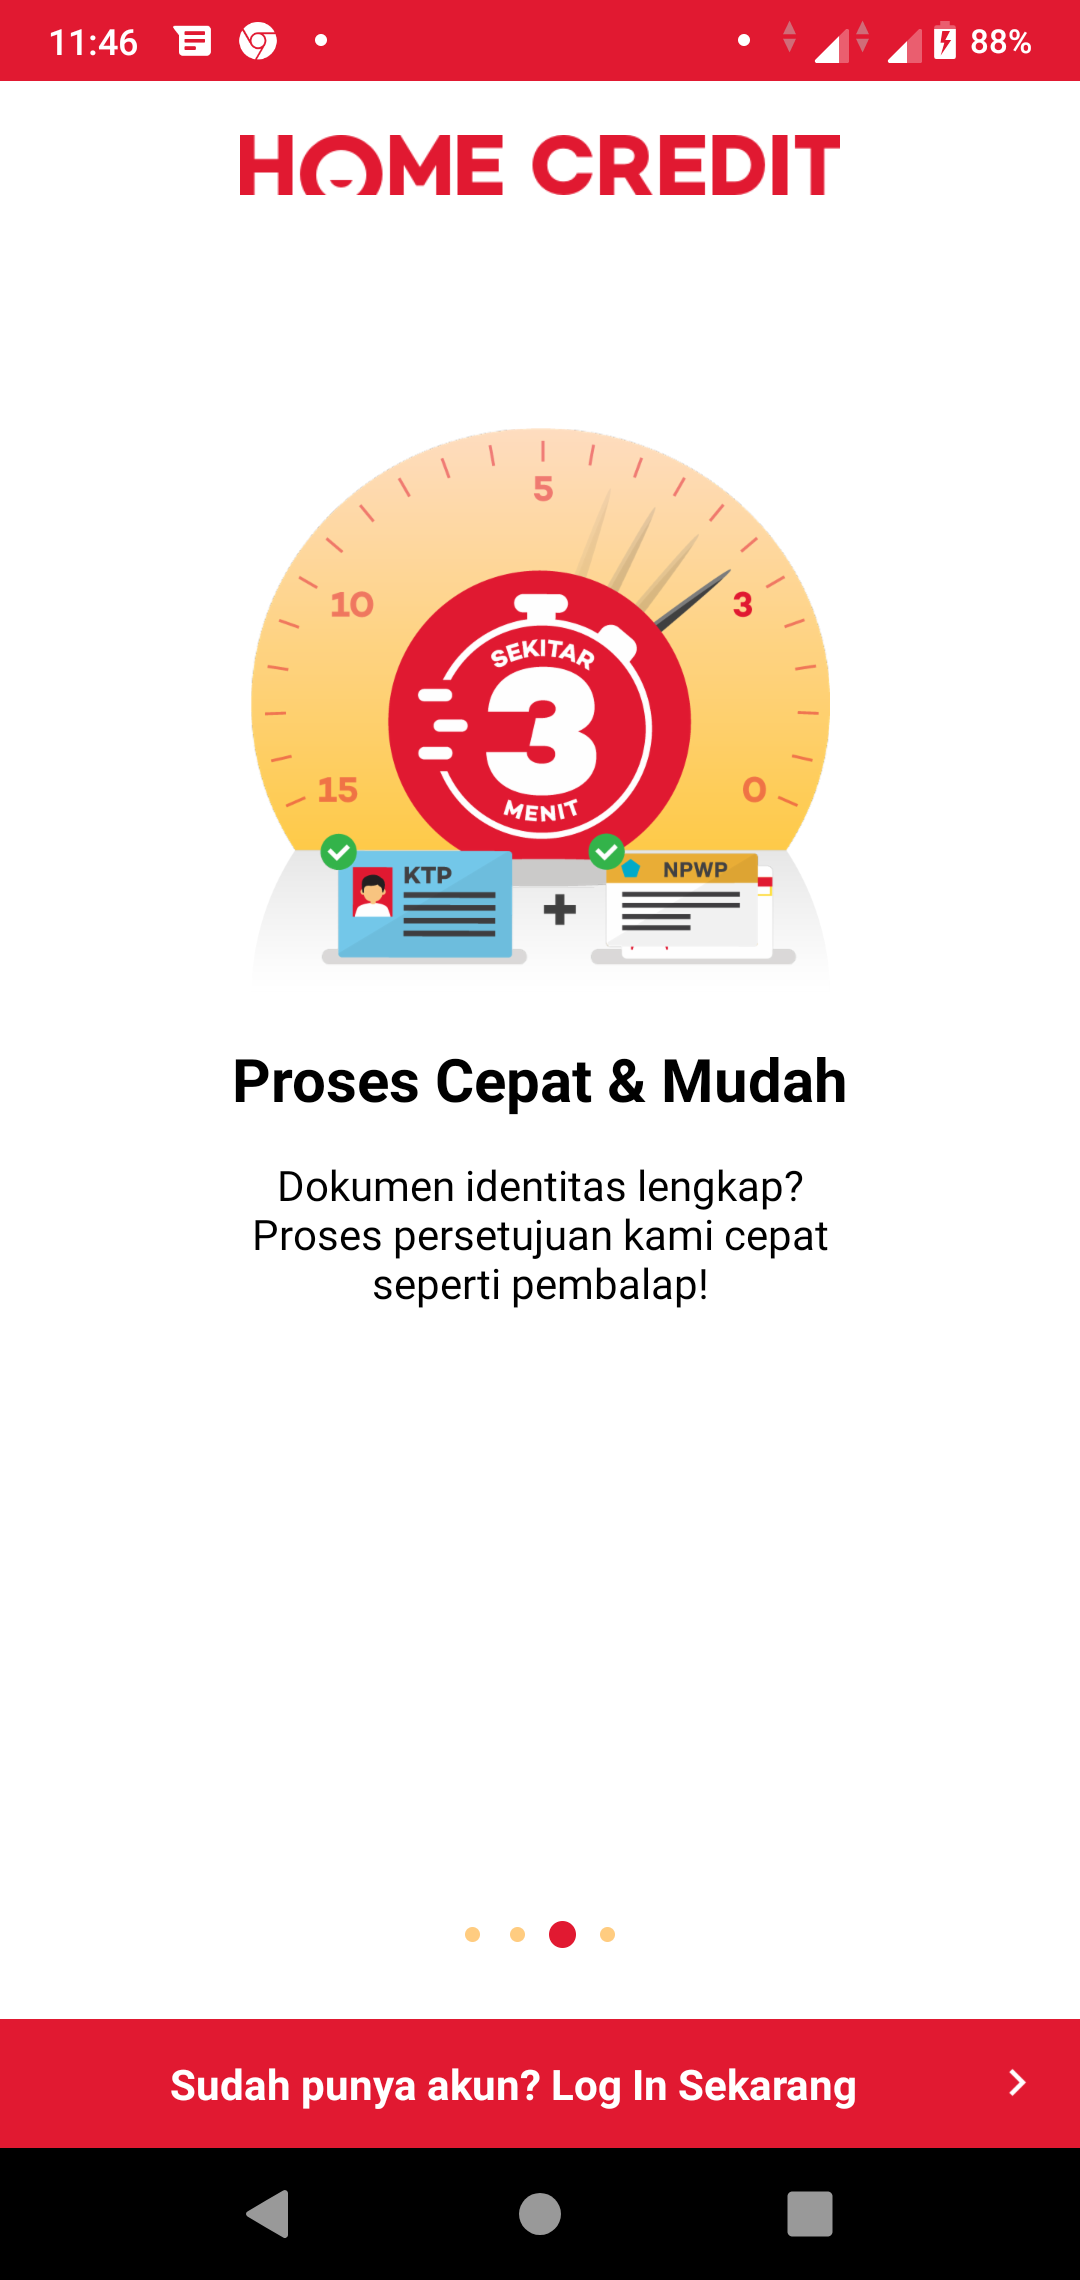 11:46
88%
HOME CREDIT
5
10
3
15
0
SEKITAR
3
MENIT
KTP
NPWP
Proses Cepat & Mudah
Dokumen identitas lengkap?
Proses persetujuan kami cepat
seperti pembalap!
Sudah punya akun? Log In Sekarang